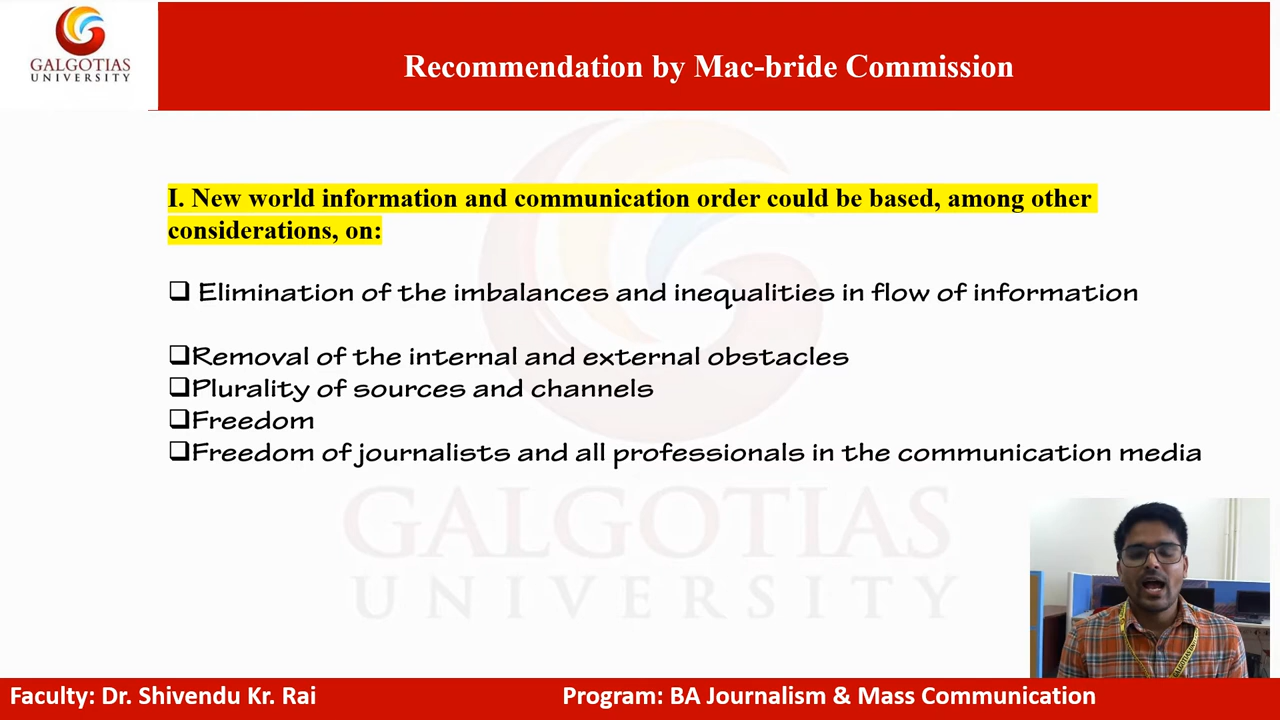 GALGOTIAS
UNIVERSITY
Recommendation by Mac-bride Commission
I. New world information and communication order could be based, among other
considerations, on:
❑ Elimination of the imbalances and inequalities in flow of information
❑Removal of the internal and external obstacles
❑Plurality of sources and channels
❑Freedom
❑Freedom of journalists and all professionals in the communication media
GALGOTIAS
UNIVERSITY
Faculty: Dr. Shivendu Kr. Rai
Program: BA Journalism & Mass Communication